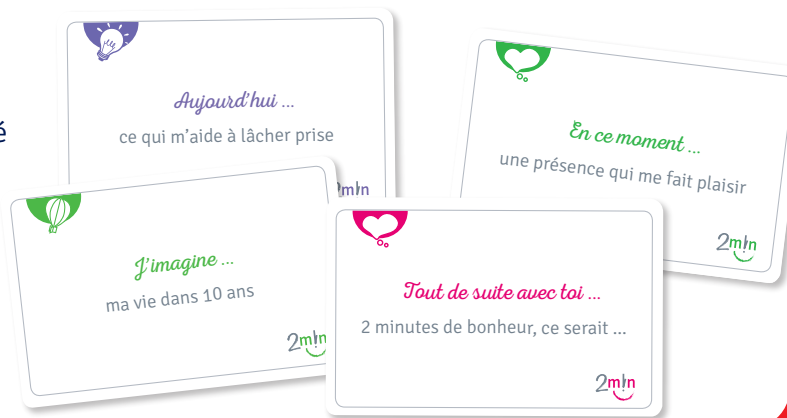 é
Aujourd'hui ...
ce qui m'aide à lâcher prise
min
En ce moment ...
une présence qui me fait plaisir
2min
J'imagine ...
ma vie dans 10 ans
2min
Tout de suite avec toi ...
2 minutes de bonheur, ce serait ...
2min